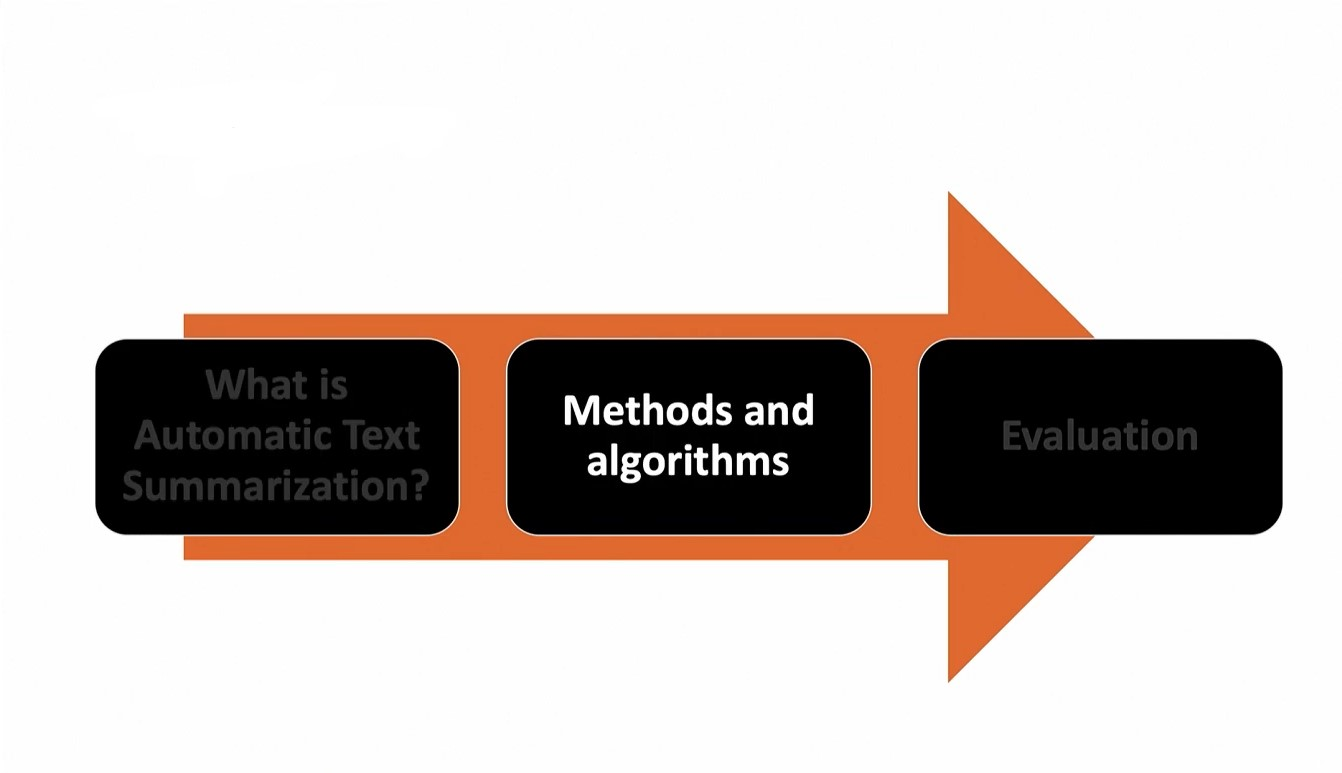 What is
Automatic Text
Summarization?
Methods and
algorithms
Evaluation